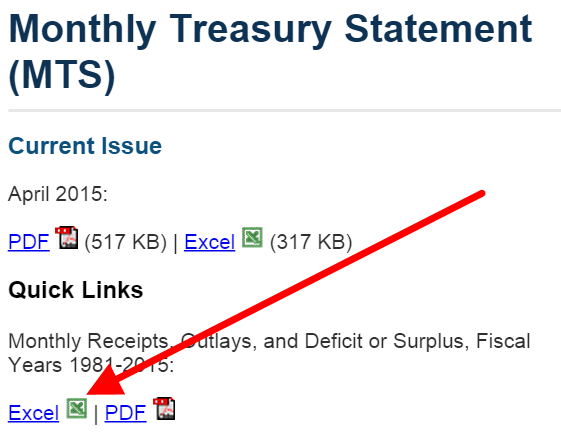 Monthly Treasury Statement
(MTS)
Current Issue
April 2015:
PDF (517 KB) | Excel (317 KB)
Quick Links
Monthly Receipts, Outlays, and Deficit or Surplus, Fiscal
Years 1981-2015:
Excel | PDF